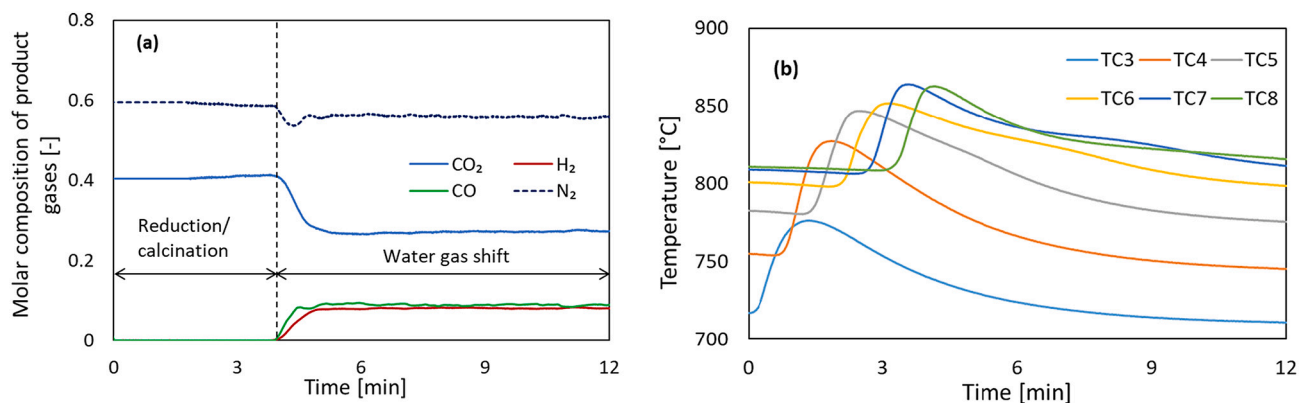 (a)
Molar composition of product
gases [-]
0.8
0.6
0.4
0.2
0
CO₂ H₂
CO N₂
Reduction/
calcination
Water gas shift
0 3 6 9 12
Time [min]
(b)
Temperature [°C]
900
850
800
750
700
TC3 TC4 TC5
TC6 TC7 TC8
0 3 6 9 12
Time [min]